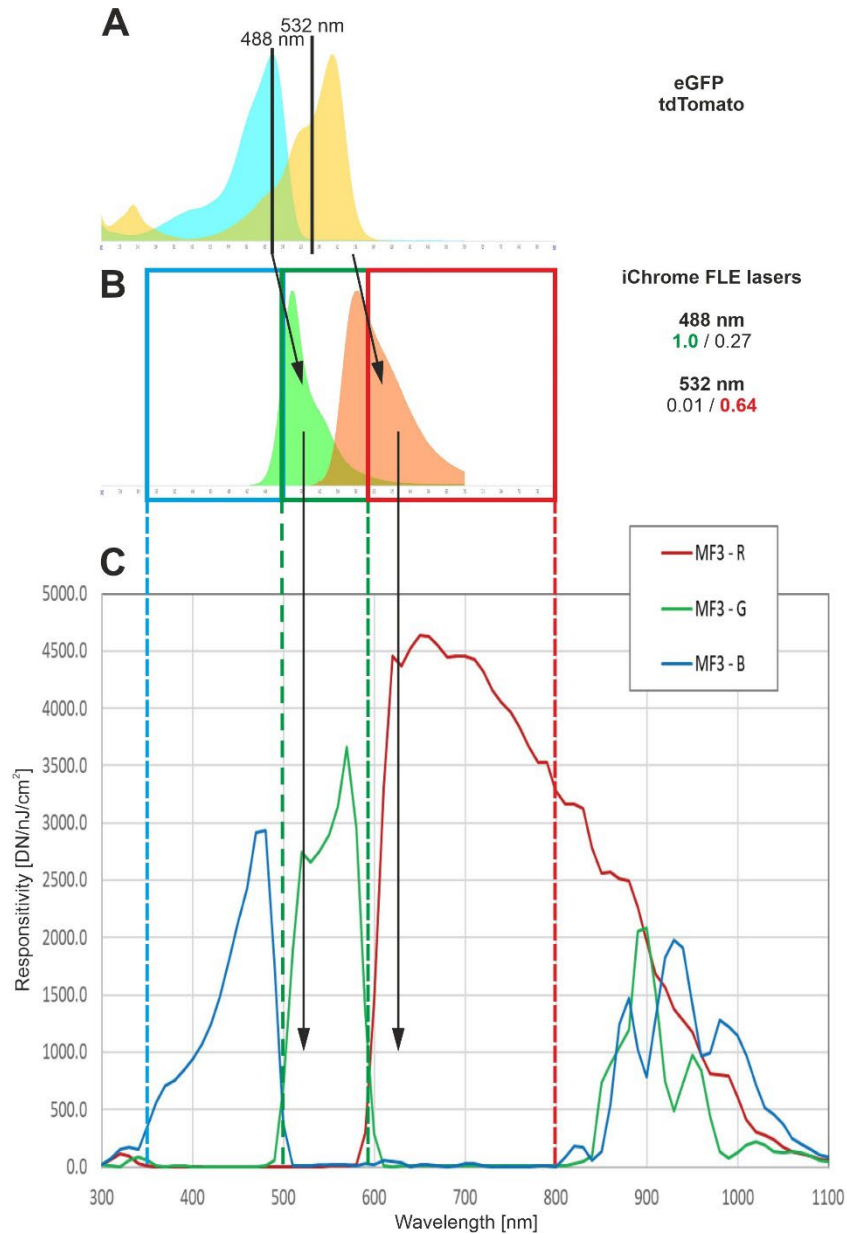 A
488 nm
532 nm
eGFP
tdTomato
B
iChrome FLE lasers
488 nm
1.0 / 0.27
532 nm
0.01 / 0.64
C
MF3 - R
MF3 - G
MF3 - B
5000.0
4500.0
4000.0
3500.0
3000.0
2500.0
2000.0
1500.0
1000.0
500.0
0.0
Responsitivity [DN/nJ/cm²]
300
400
500
600
700
800
900
1000
1100
Wavelength [nm]